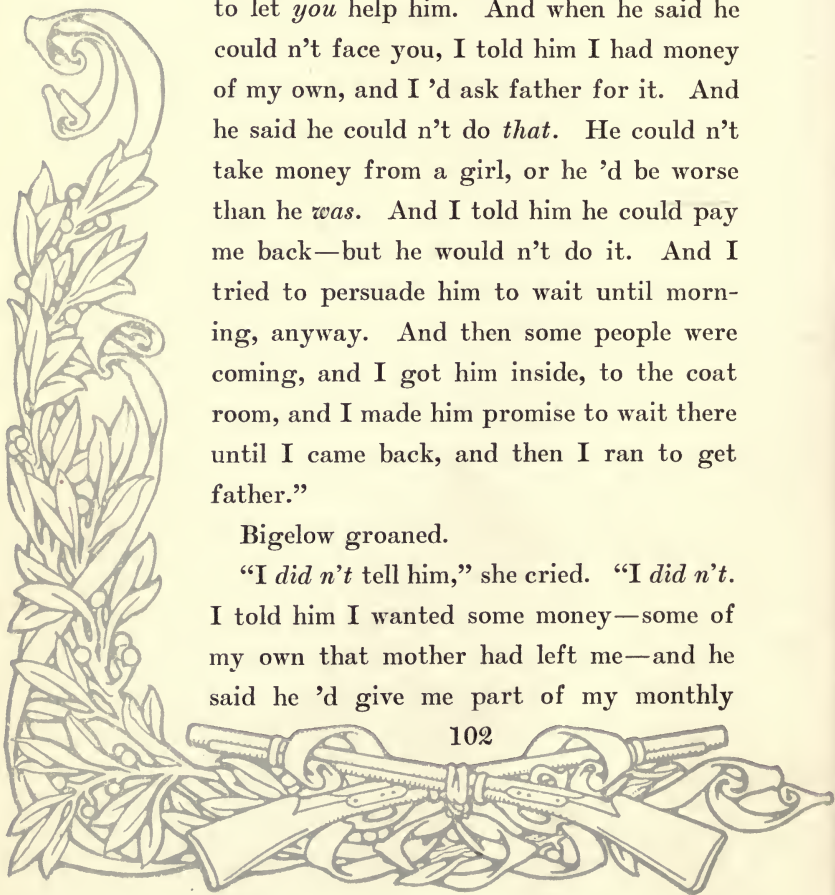 to let you help him. And when he said he
could n't face you, I told him I had money
of my own, and I 'd ask father for it. And
he said he could n't do that. He could n't
take money from a girl, or he 'd be worse
than he was. And I told him he could pay
me back—but he would n't do it. And I
tried to persuade him to wait until morn-
ing, anyway. And then some people were
coming, and I got him inside, to the coat
room, and I made him promise to wait there
until I came back, and then I ran to get
father.”
Bigelow groaned.
“I did n't tell him,” she cried. “I did n't.
I told him I wanted some money—some of
my own that mother had left me—and he
said he 'd give me part of my monthly
102